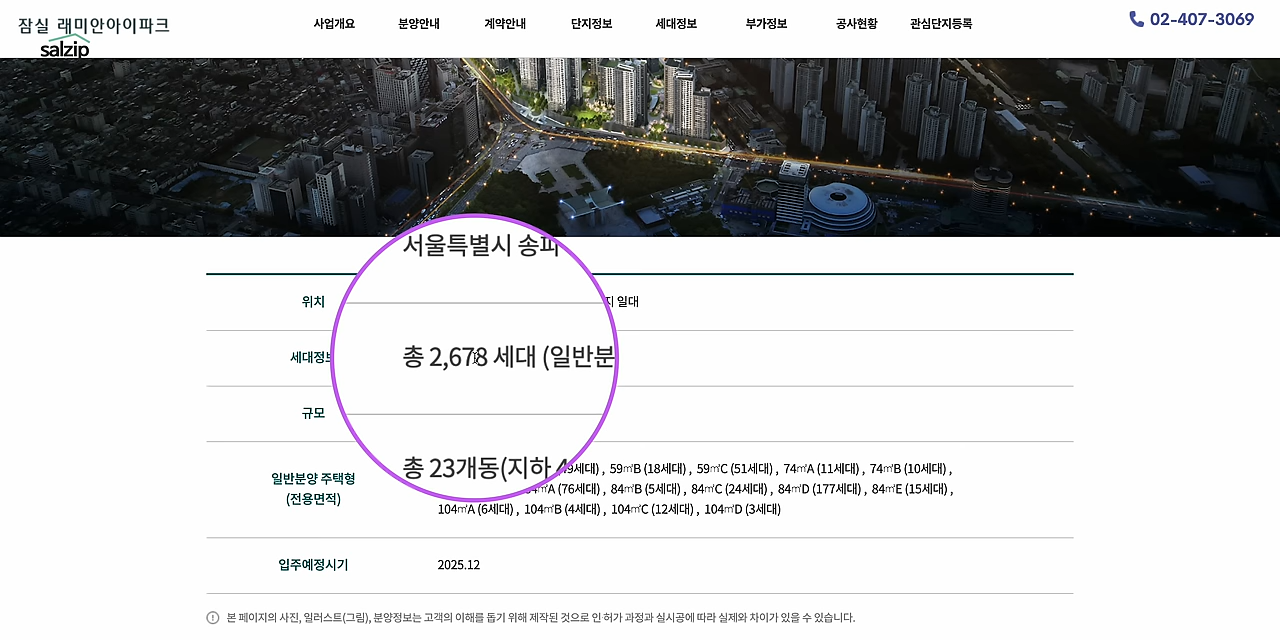 잠실 래미안아이파크
salzip
사업개요 분양안내 계약안내 단지정보 세대정보 부가정보 공사현황 관심단지등록
02-407-3069
서울특별시 송파
위치 일대
세대정보 총 2,678 세대 (일반분
규모
총 23개동(지하 4
일반분양 주택형
(전용면적)
59㎡B (18세대) , 59㎡C (51세대) , 74㎡A (11세대) , 74㎡B (10세대) ,
㎡A (76세대) , 84㎡B (5세대) , 84㎡C (24세대) , 84㎡D (177세대) , 84㎡E (15세대) ,
104㎡A (6세대) , 104㎡B (4세대) , 104㎡C (12세대) , 104㎡D (3세대)
입주예정시기 2025.12
본 페이지의 사진, 일러스트(그림), 분양정보는 고객의 이해를 돕기 위해 제작된 것으로 인·허가 과정과 실시공에 따라 실제와 차이가 있을 수 있습니다.